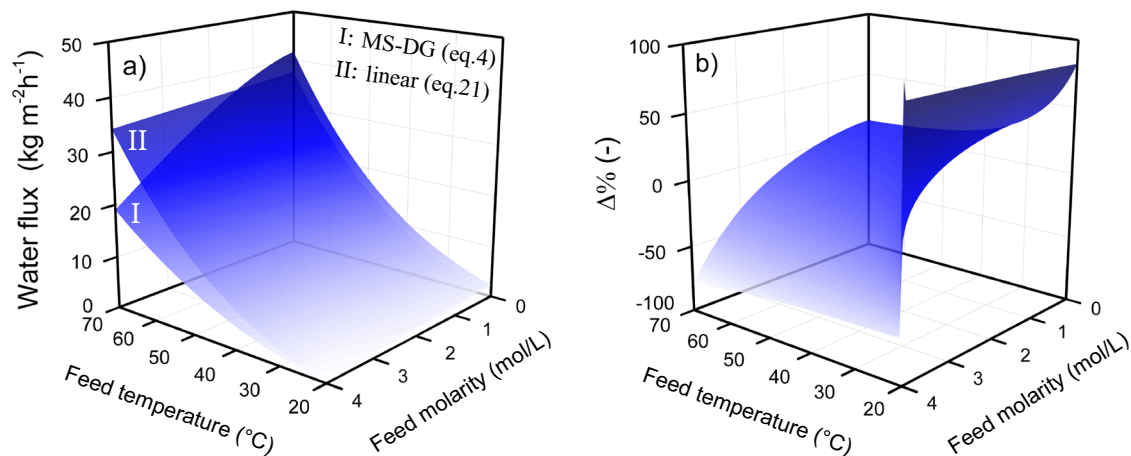 a)
I: MS-DG (eq.4)
II: linear (eq.21)
II
I
Water flux (kg m⁻²h⁻¹)
50
40
30
20
10
0
70
60
50
40
30
20
Feed temperature (°C)
4
3
2
1
0
Feed molarity (mol/L)
b)
Δ% (-)
100
50
0
-50
-100
70
60
50
40
30
20
Feed temperature (°C)
4
3
2
1
0
Feed molarity (mol/L)